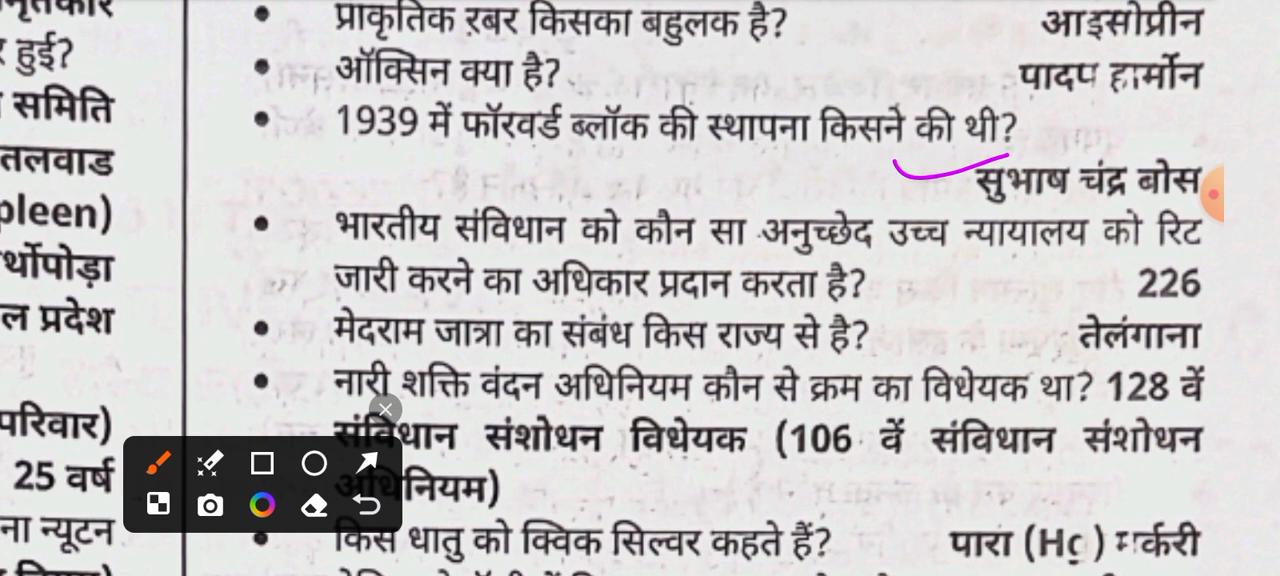 हुई?
समिति
तलवाड
pleen)
र्थोपोड़ा
ल प्रदेश
परिवार)
25 वर्ष
ना न्यूटन
प्राकृतिक रबर किसका बहुलक है? आइसोप्रीन
ऑक्सिन क्या है? पादप हार्मोन
1939 में फॉरवर्ड ब्लॉक की स्थापना किसने की थी?
सुभाष चंद्र बोस
भारतीय संविधान को कौन सा अनुच्छेद उच्च न्यायालय को रिट
जारी करने का अधिकार प्रदान करता है? 226
मेदराम जात्रा का संबंध किस राज्य से है? तेलंगाना
नारी शक्ति वंदन अधिनियम कौन से क्रम का विधेयक था? 128 वें
संविधान संशोधन विधेयक (106 वें संविधान संशोधन
अधिनियम)
किस धातु को क्विक सिल्वर कहते हैं? पारा (Hg) मर्करी